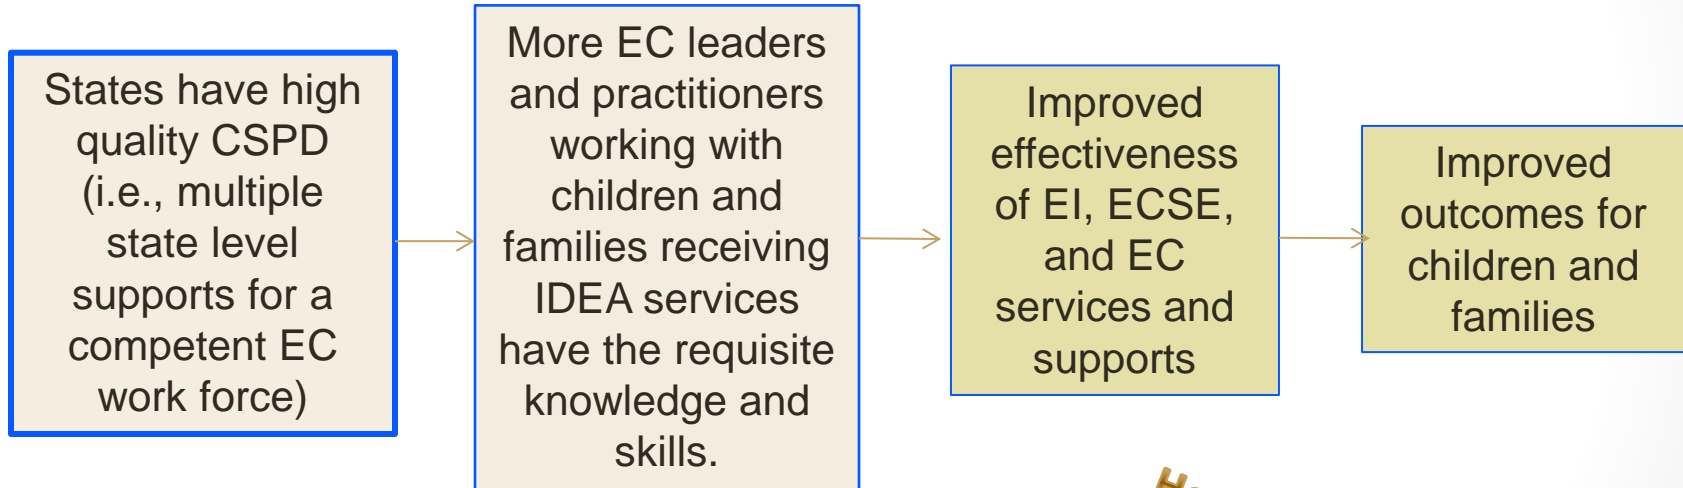 States have high
quality CSPD
(i.e., multiple
state level
supports for a
competent EC
work force)
More EC leaders
and practitioners
working with
children and
families receiving
IDEA services
have the requisite
knowledge and
skills.
Improved
effectiveness
of EI, ECSE,
and EC
services and
supports
Improved
outcomes for
children and
families